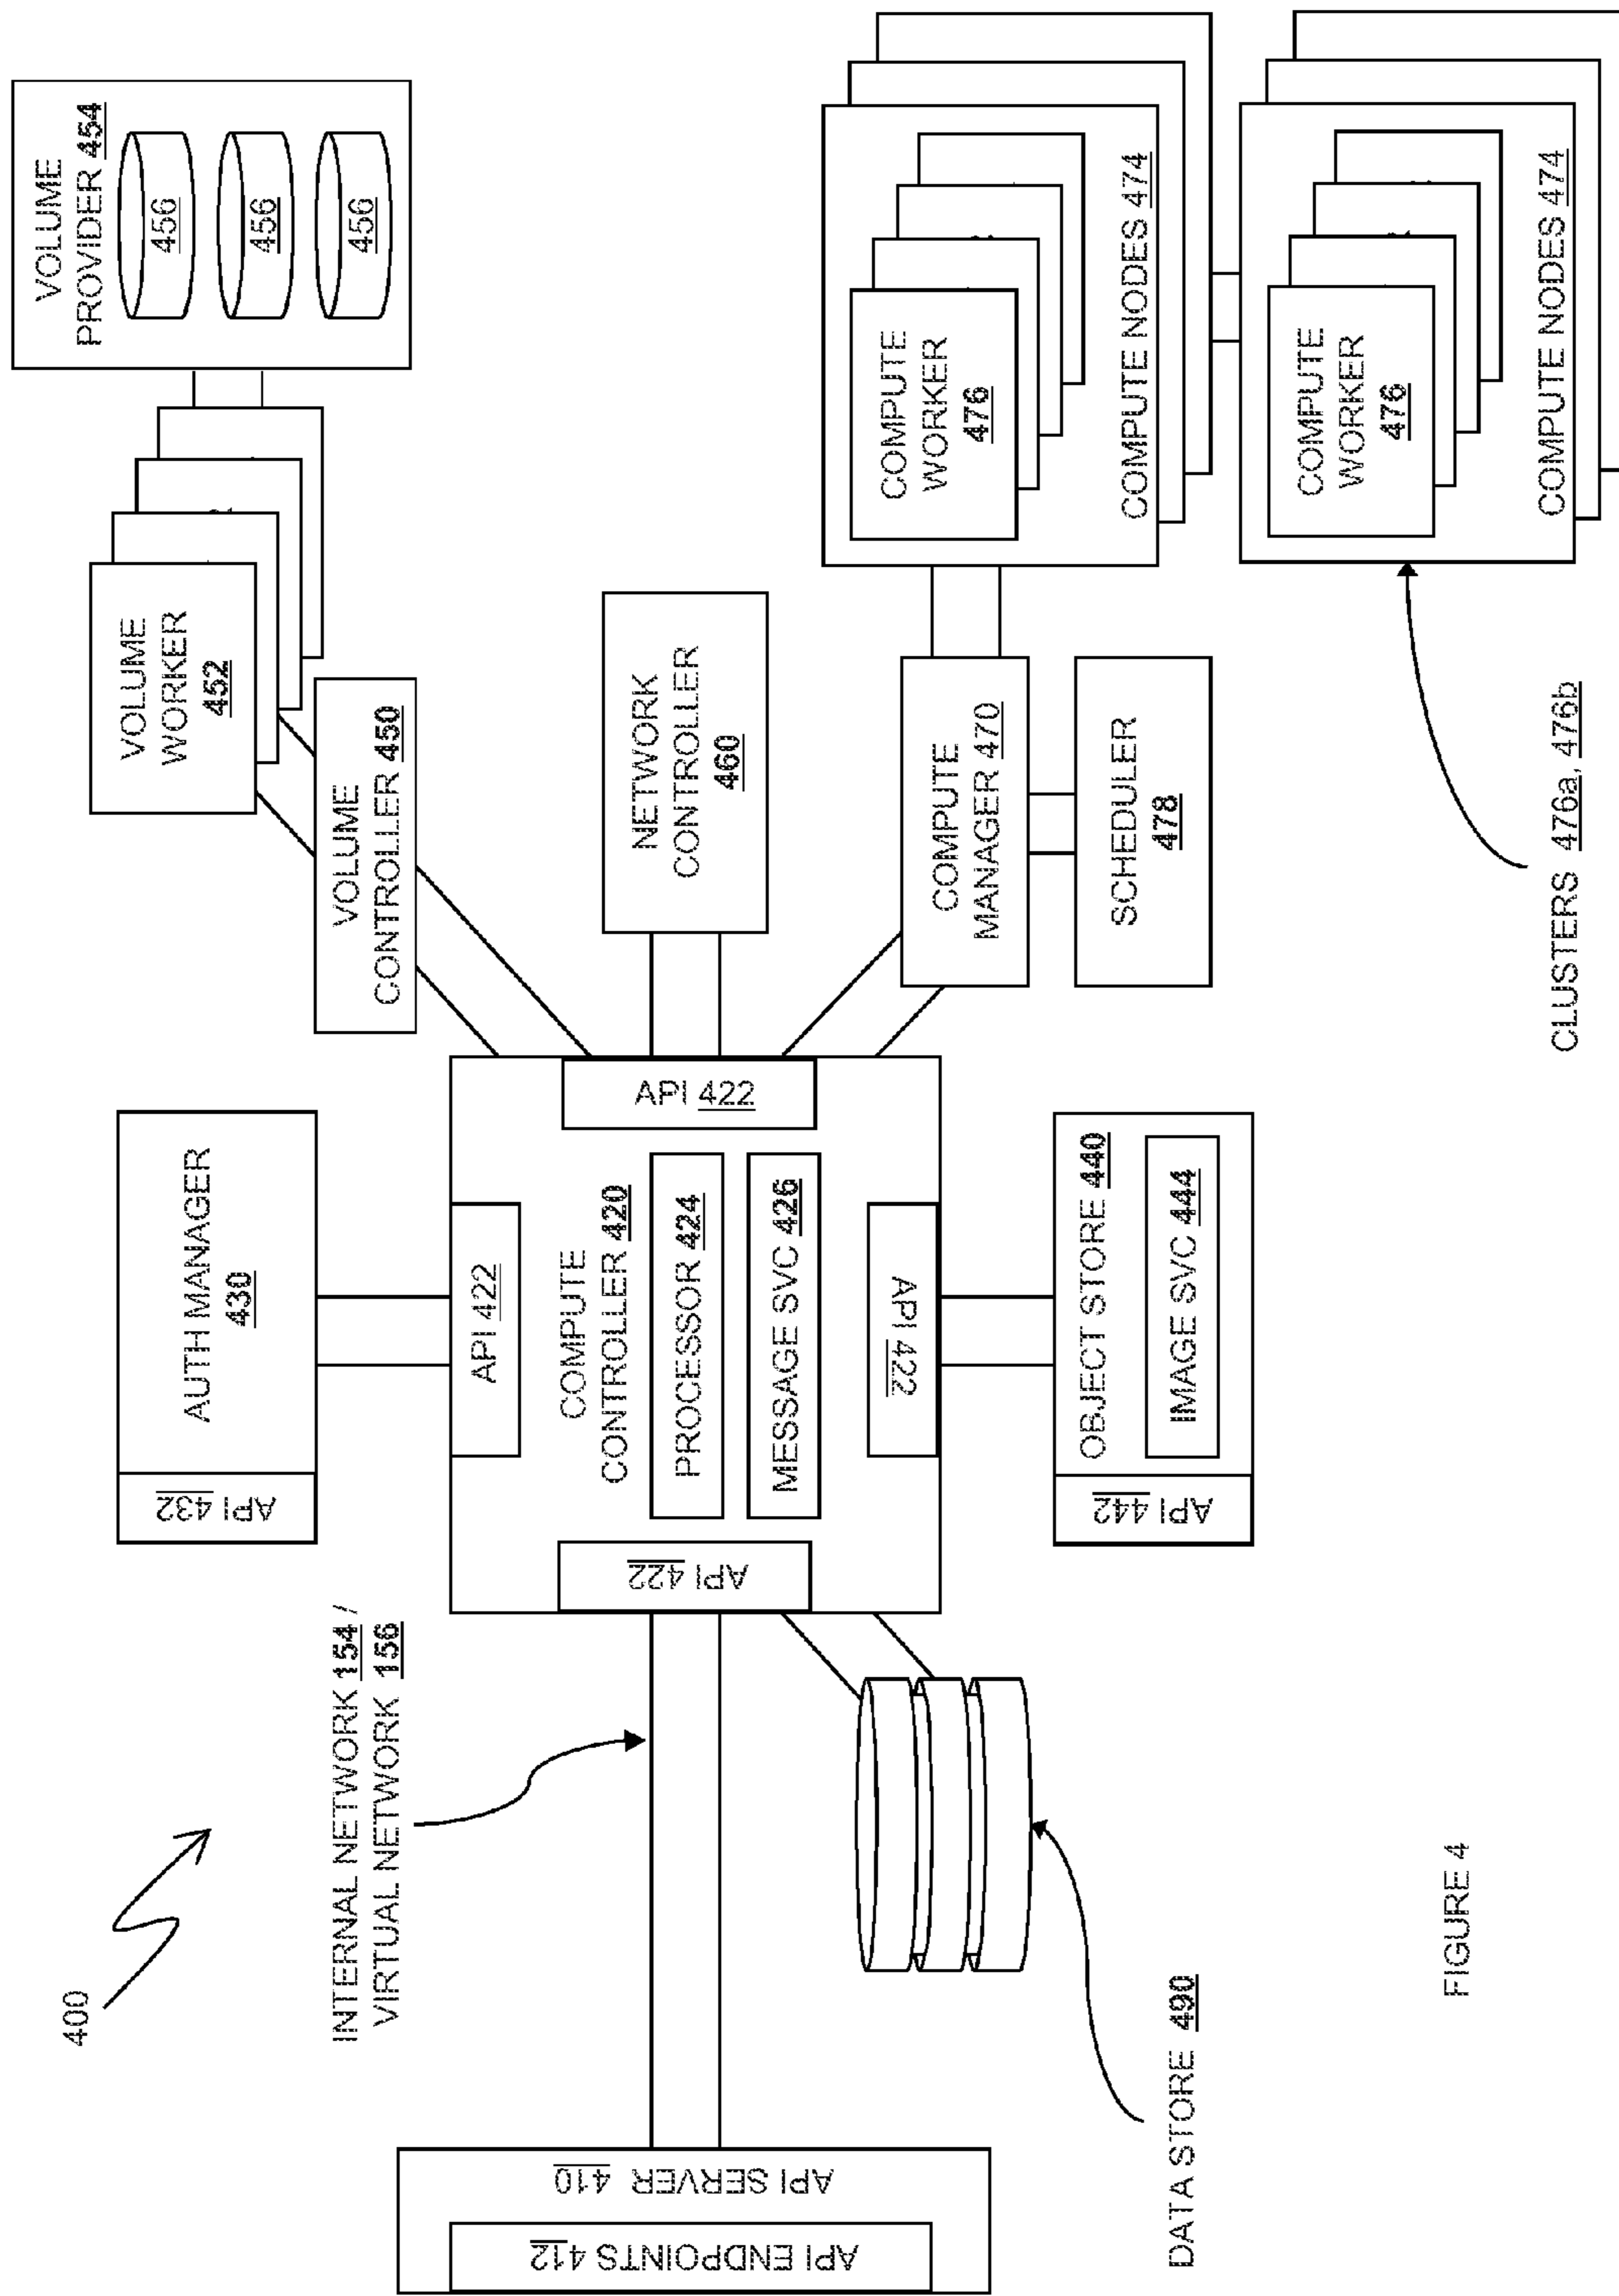 400
INTERNAL NETWORK 154 /
VIRTUAL NETWORK 156
API SERVER 410
API ENDPOINTS 412
DATA STORE 490
AUTH MANAGER
430
API 432
API 422
API 422
API 422
API 422
COMPUTE
CONTROLLER 420
PROCESSOR 424
MESSAGE SVC 426
OBJECT STORE 440
IMAGE SVC 444
API 442
VOLUME
CONTROLLER 450
VOLUME
WORKER
452
VOLUME
PROVIDER 454
456
456
456
NETWORK
CONTROLLER
460
COMPUTE
MANAGER 470
SCHEDULER
478
COMPUTE
WORKER
476
COMPUTE NODES 474
COMPUTE
WORKER
476
COMPUTE NODES 474
CLUSTERS 476a, 476b
FIGURE 4